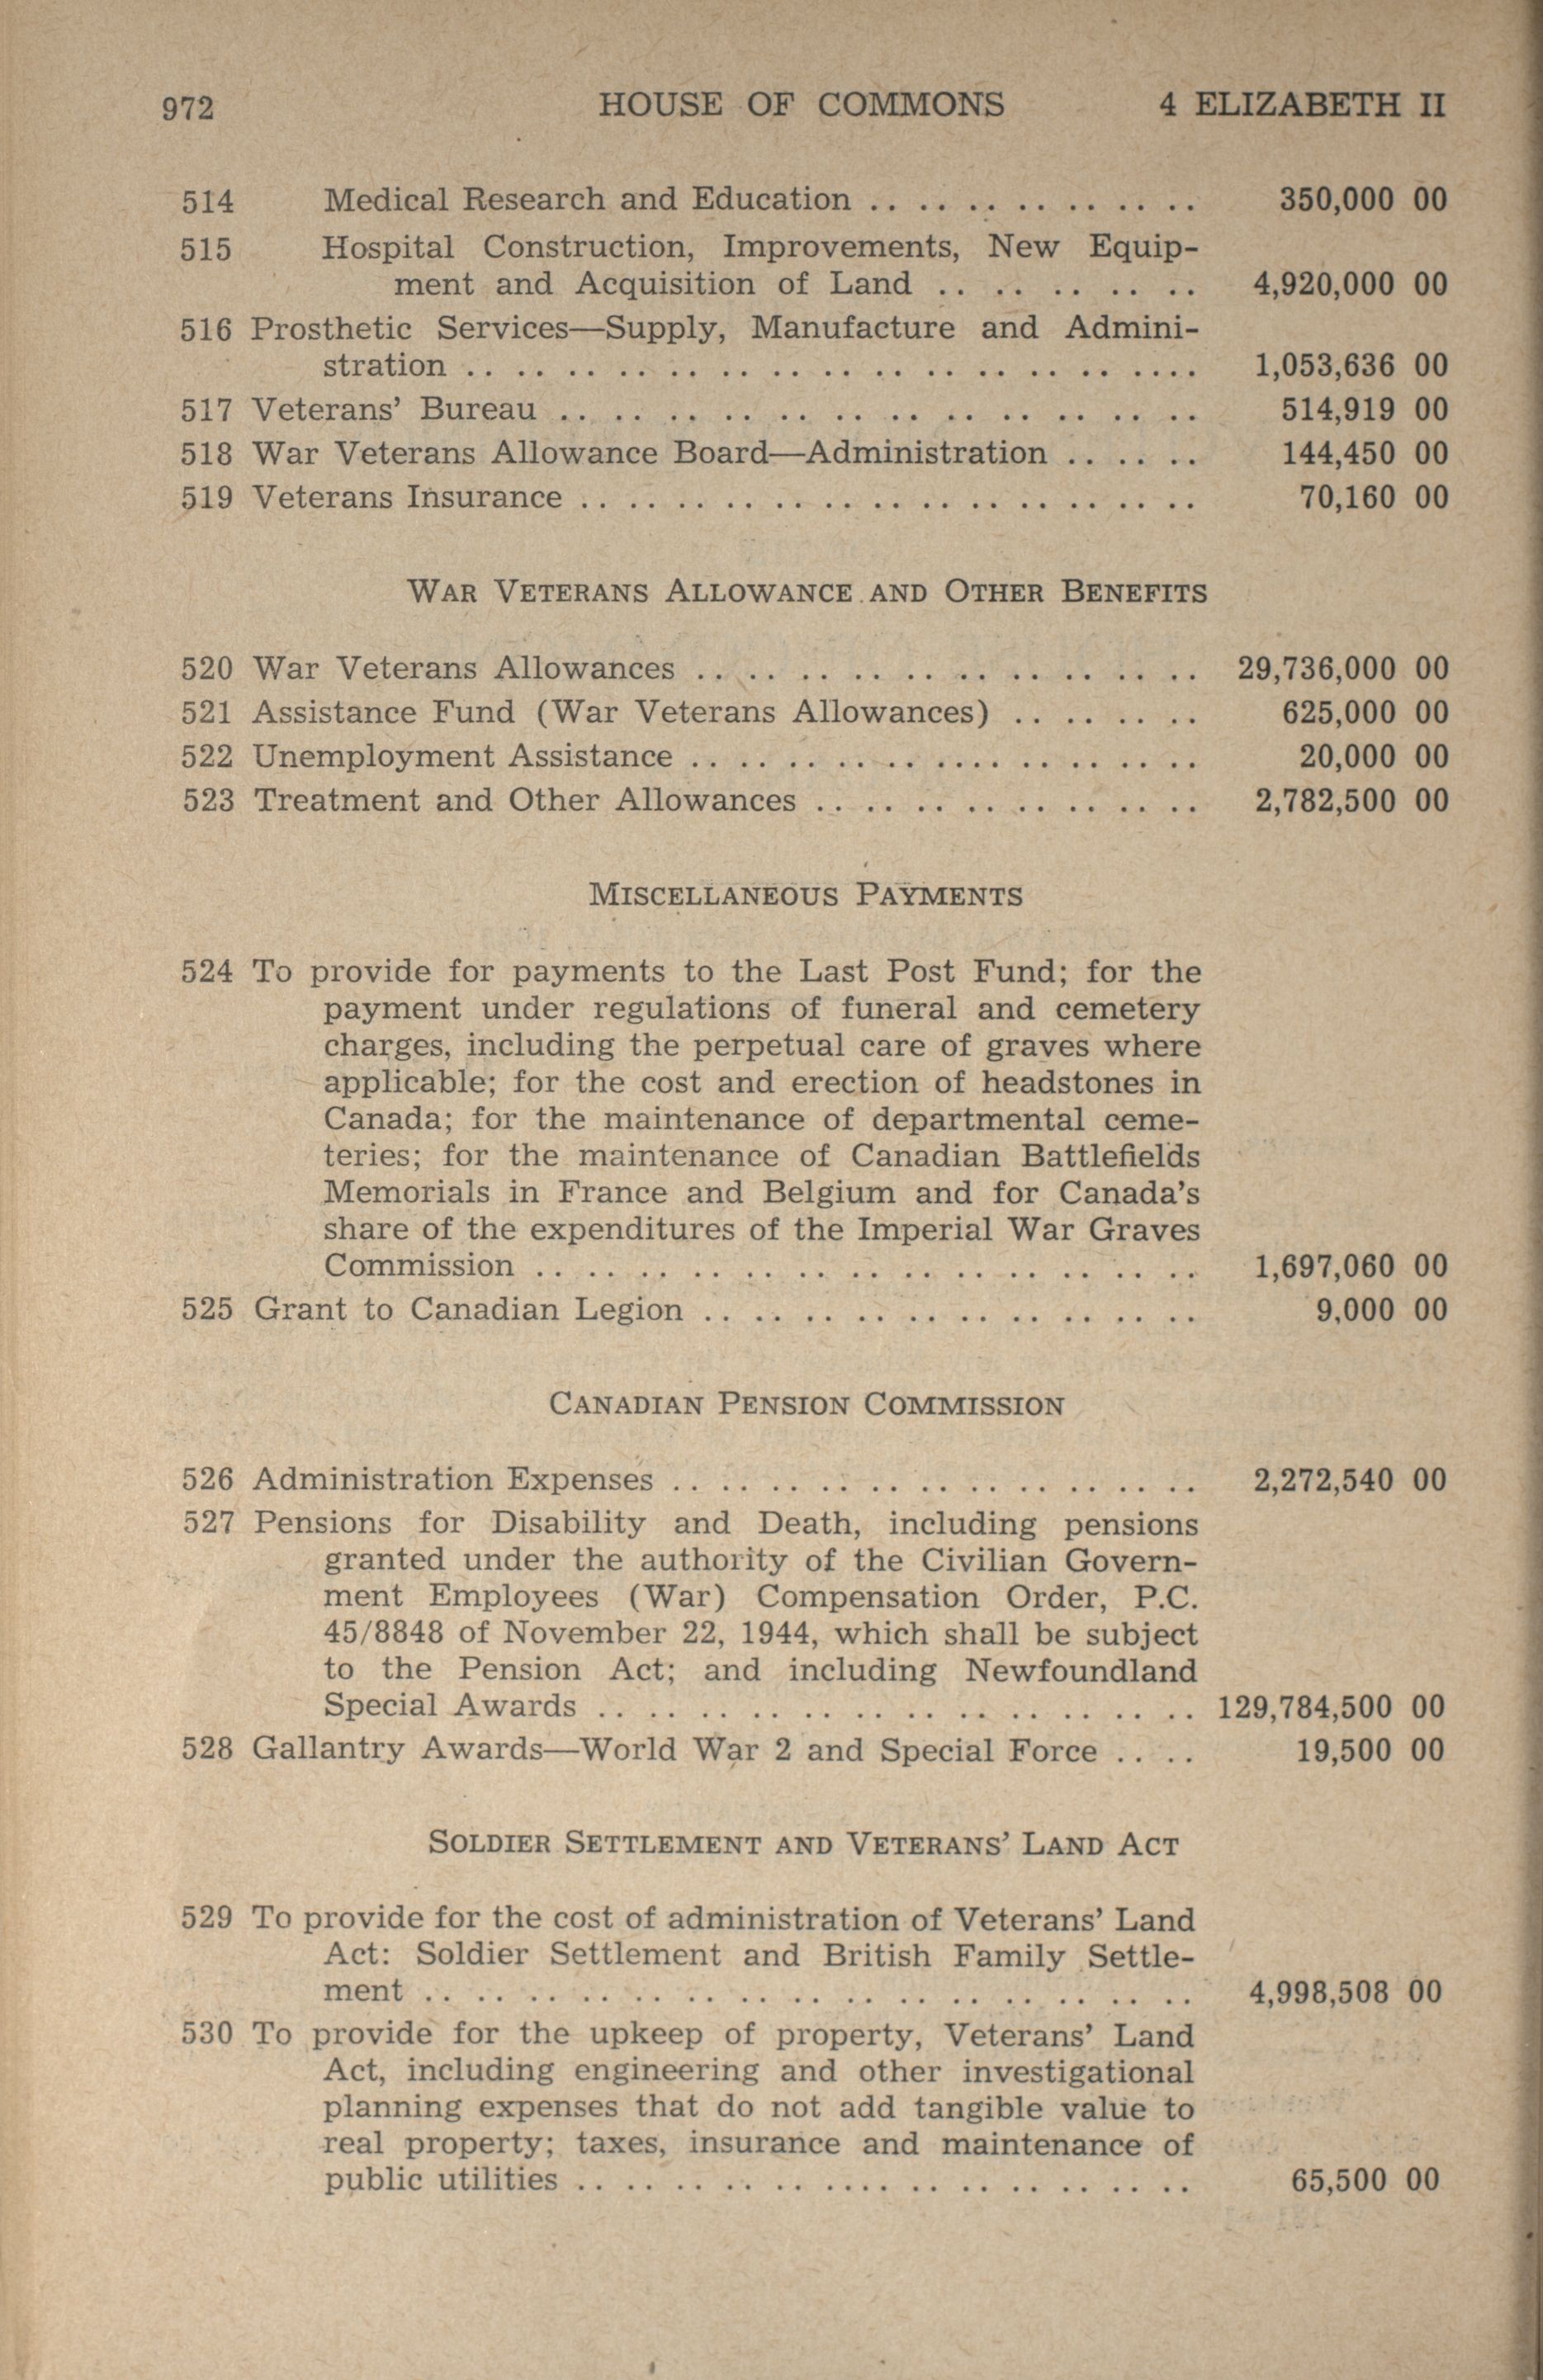 972 HOUSE OF COMMONS 4 ELIZABETH II
514 Medical Research and Education . . . . . . . . . . . . . . 350,000 00
515 Hospital Construction, Improvements, New Equip-
ment and Acquisition of Land . . . . . . . . . . 4,920,000 00
516 Prosthetic Services—Supply, Manufacture and Admini-
stration . . . . . . . . . . . . . . . . . . . . . . . . . . . . 1,053,636 00
517 Veterans' Bureau . . . . . . . . . . . . . . . . . . . . . . . . 514,919 00
518 War Veterans Allowance Board—Administration . . . . . . 144,450 00
519 Veterans Insurance . . . . . . . . . . . . . . . . . . . . . . . . 70,160 00
WAR VETERANS ALLOWANCE AND OTHER BENEFITS
520 War Veterans Allowances . . . . . . . . . . . . . . . . . . . . 29,736,000 00
521 Assistance Fund (War Veterans Allowances) . . . . . . . . 625,000 00
522 Unemployment Assistance . . . . . . . . . . . . . . . . . . . . 20,000 00
523 Treatment and Other Allowances . . . . . . . . . . . . . . . . 2,782,500 00
MISCELLANEOUS PAYMENTS
524 To provide for payments to the Last Post Fund; for the
payment under regulations of funeral and cemetery
charges, including the perpetual care of graves where
applicable; for the cost and erection of headstones in
Canada; for the maintenance of departmental ceme-
teries; for the maintenance of Canadian Battlefields
Memorials in France and Belgium and for Canada's
share of the expenditures of the Imperial War Graves
Commission . . . . . . . . . . . . . . . . . . . . . . . . . . 1,697,060 00
525 Grant to Canadian Legion . . . . . . . . . . . . . . . . . . . . 9,000 00
CANADIAN PENSION COMMISSION
526 Administration Expenses . . . . . . . . . . . . . . . . . . . . . . 2,272,540 00
527 Pensions for Disability and Death, including pensions
granted under the authority of the Civilian Govern-
ment Employees (War) Compensation Order, P.C.
45/8848 of November 22, 1944, which shall be subject
to the Pension Act; and including Newfoundland
Special Awards . . . . . . . . . . . . . . . . . . . . . . . . 129,784,500 00
528 Gallantry Awards—World War 2 and Special Force . . . . 19,500 00
SOLDIER SETTLEMENT AND VETERANS' LAND ACT
529 To provide for the cost of administration of Veterans' Land
Act: Soldier Settlement and British Family Settle-
ment . . . . . . . . . . . . . . . . . . . . . . . . . . . . . . 4,998,508 00
530 To provide for the upkeep of property, Veterans' Land
Act, including engineering and other investigational
planning expenses that do not add tangible value to
real property; taxes, insurance and maintenance of
public utilities . . . . . . . . . . . . . . . . . . . . . . . . 65,500 00